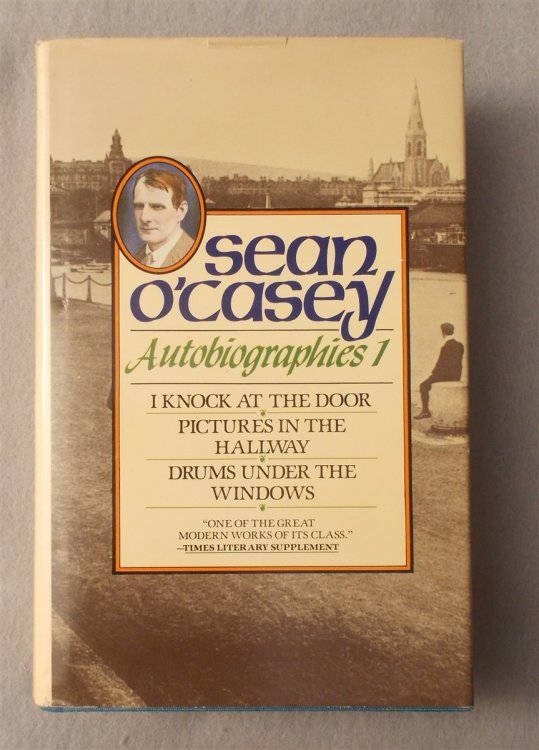 sean
o'casey
Autobiographies 1
I KNOCK AT THE DOOR
PICTURES IN THE
HALLWAY
DRUMS UNDER THE
WINDOWS
"ONE OF THE GREAT
MODERN WORKS OF ITS CLASS."
—TIMES LITERARY SUPPLEMENT